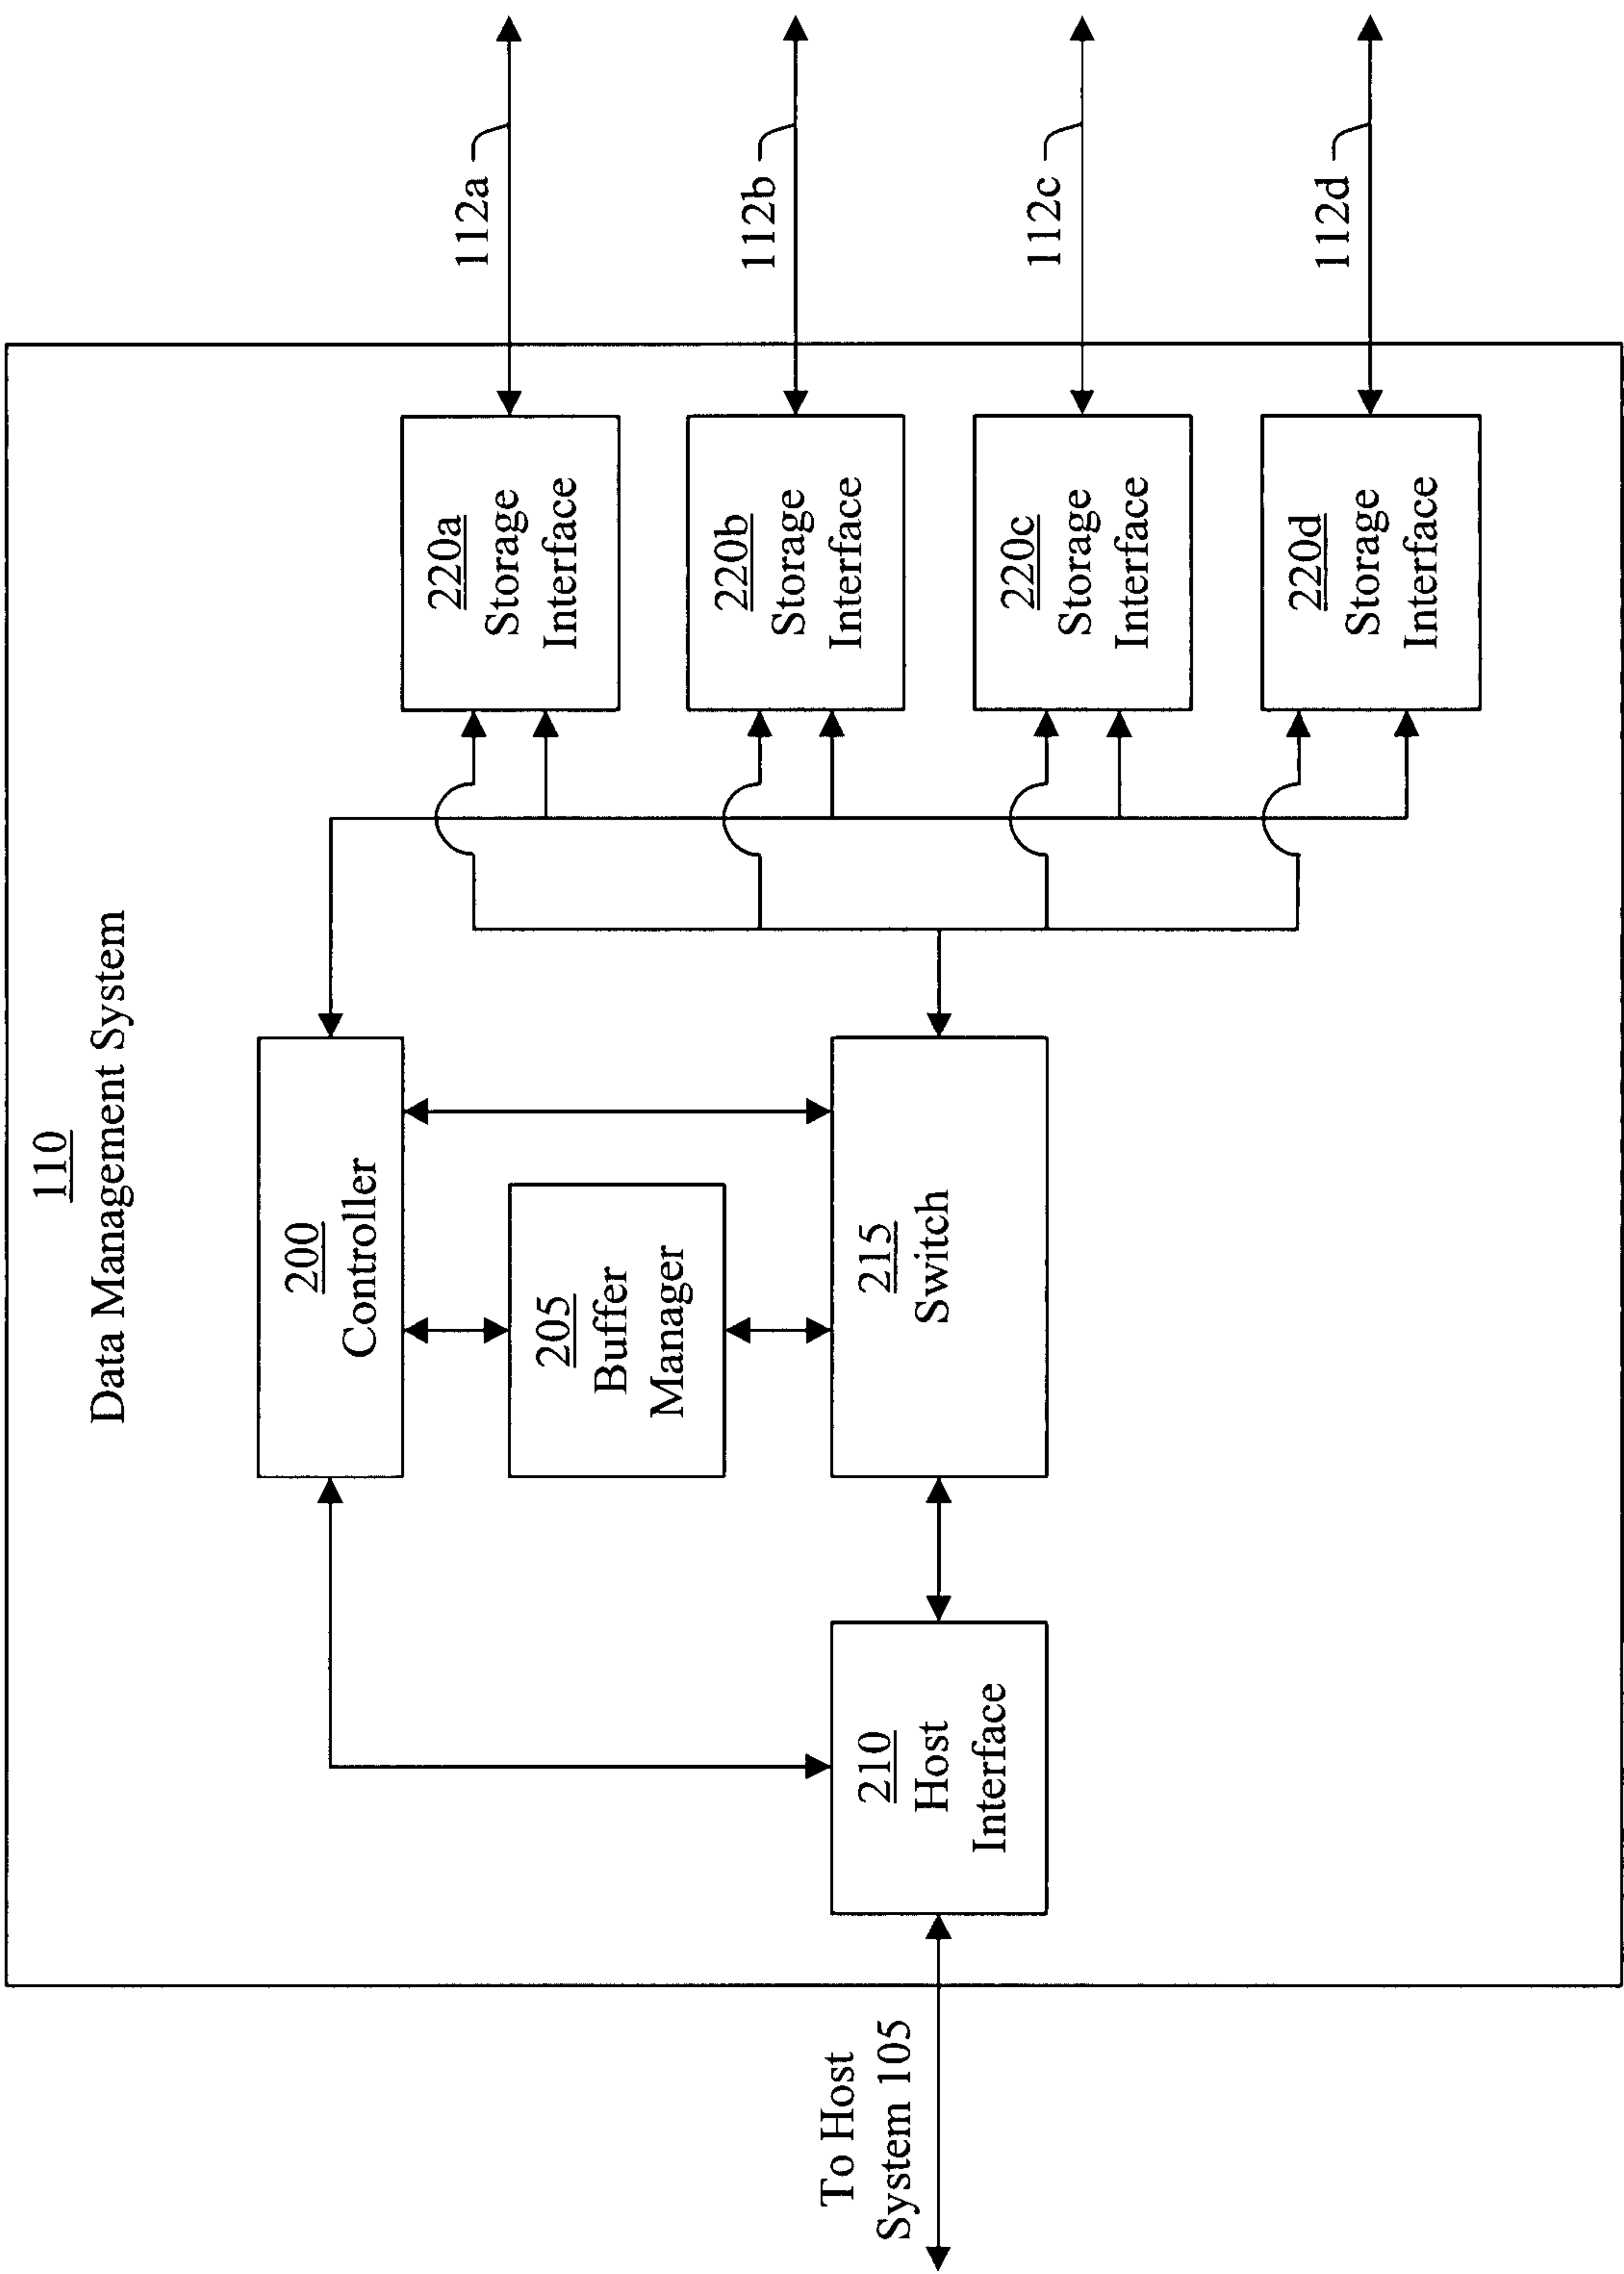 110
Data Management System
200
Controller
205
Buffer
Manager
210
Host
Interface
215
Switch
220a
Storage
Interface
220b
Storage
Interface
220c
Storage
Interface
220d
Storage
Interface
112a
112b
112c
112d
To Host
System 105